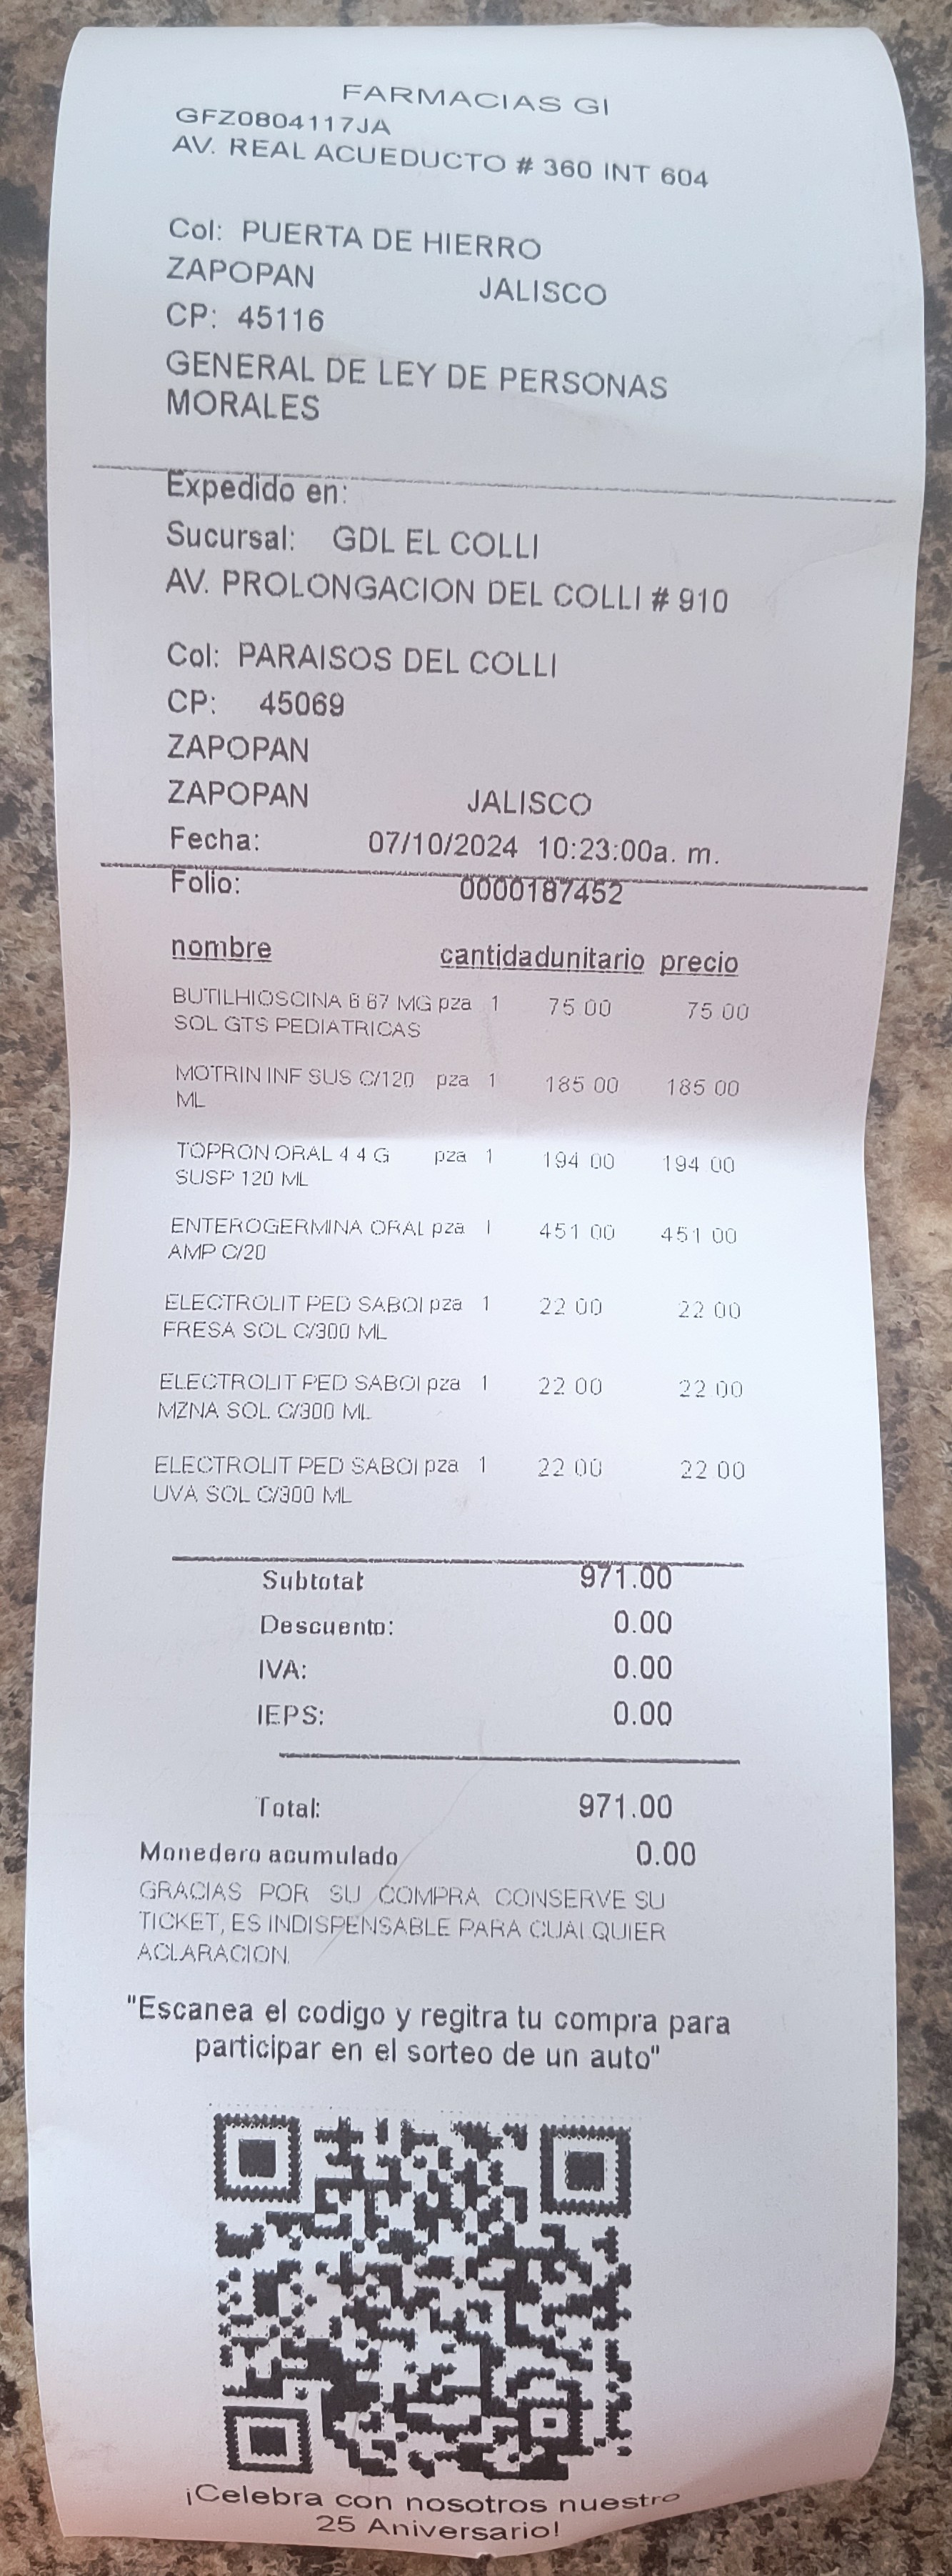 FARMACIAS GI
GFZ0804117JA
AV. REAL ACUEDUCTO # 360 INT 604
Col: PUERTA DE HIERRO
ZAPOPAN JALISCO
CP: 45116
GENERAL DE LEY DE PERSONAS
MORALES
Expedido en:
Sucursal: GDL EL COLLI
AV. PROLONGACION DEL COLLI # 910
Col: PARAISOS DEL COLLI
CP: 45069
ZAPOPAN
ZAPOPAN JALISCO
Fecha: 07/10/2024 10:23:00a. m.
Folio: 0000187452
nombre cantidadunitario precio
BUTILHIOSCINA 6 67 MG pza 1 75 00 75 00
SOL GTS PEDIATRICAS
MOTRIN INF SUS C/120 pza 1 185 00 185 00
ML
TOPRON ORAL 4 4 G pza 1 194 00 194 00
SUSP 120 ML
ENTEROGERMINA ORAL pza 1 451 00 451 00
AMP C/20
ELECTROLIT PED SABOI pza 1 22 00 22 00
FRESA SOL C/300 ML
ELECTROLIT PED SABOI pza 1 22 00 22 00
MZNA SOL C/300 ML
ELECTROLIT PED SABOI pza 1 22 00 22 00
UVA SOL C/300 ML
Subtotal: 971.00
Descuento: 0.00
IVA: 0.00
IEPS: 0.00
Total: 971.00
Monedero acumulado 0.00
GRACIAS POR SU COMPRA CONSERVE SU
TICKET, ES INDISPENSABLE PARA CUALQUIER
ACLARACION.
"Escanea el codigo y regitra tu compra para
participar en el sorteo de un auto"
¡Celebra con nosotros nuestro
25 Aniversario!